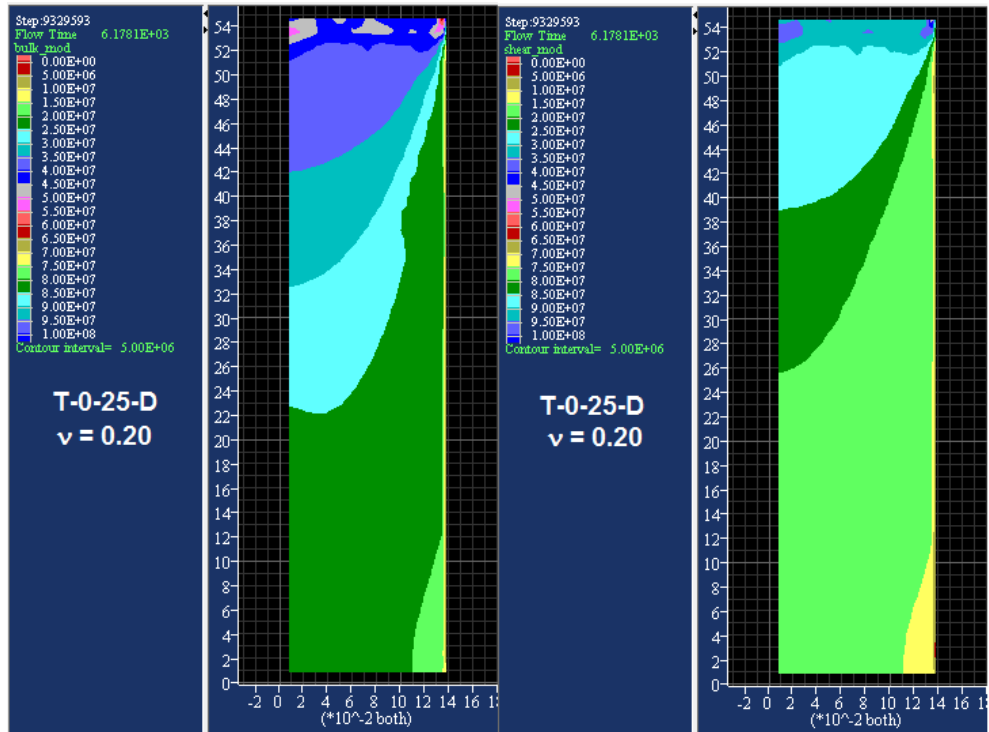 Step:9329593
Flow Time 6.1781E+03
bulk_mod
0.00E+00
5.00E+06
1.00E+07
1.50E+07
2.00E+07
2.50E+07
3.00E+07
3.50E+07
4.00E+07
4.50E+07
5.00E+07
5.50E+07
6.00E+07
6.50E+07
7.00E+07
7.50E+07
8.00E+07
8.50E+07
9.00E+07
9.50E+07
1.00E+08
Contour interval= 5.00E+06
T-0-25-D
ν = 0.20
54
52
50
48
46
44
42
40
38
36
34
32
30
28
26
24
22
20
18
16
14
12
10
8
6
4
2
0
-2 0 2 4 6 8 10 12 14 16 18
(*10^-2 both)
Step:9329593
Flow Time 6.1781E+03
shear_mod
0.00E+00
5.00E+06
1.00E+07
1.50E+07
2.00E+07
2.50E+07
3.00E+07
3.50E+07
4.00E+07
4.50E+07
5.00E+07
5.50E+07
6.00E+07
6.50E+07
7.00E+07
7.50E+07
8.00E+07
8.50E+07
9.00E+07
9.50E+07
1.00E+08
Contour interval= 5.00E+06
T-0-25-D
ν = 0.20
54
52
50
48
46
44
42
40
38
36
34
32
30
28
26
24
22
20
18
16
14
12
10
8
6
4
2
0
-2 0 2 4 6 8 10 12 14 16
(*10^-2 both)